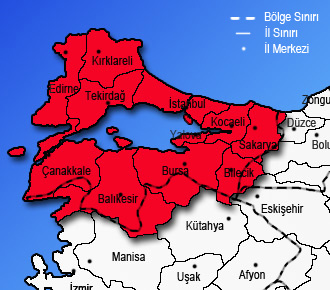 Bölge Sınırı
İl Sınırı
İl Merkezi
Kırklareli
Edirne
Tekirdağ
İstanbul
Kocaeli
Zongu
Düzce
Yalova
Sakarya
Bolu
Çanakkale
Bursa
Bilecik
Balıkesir
Eskişehir
Kütahya
Manisa
Uşak
Afyon
İzmir